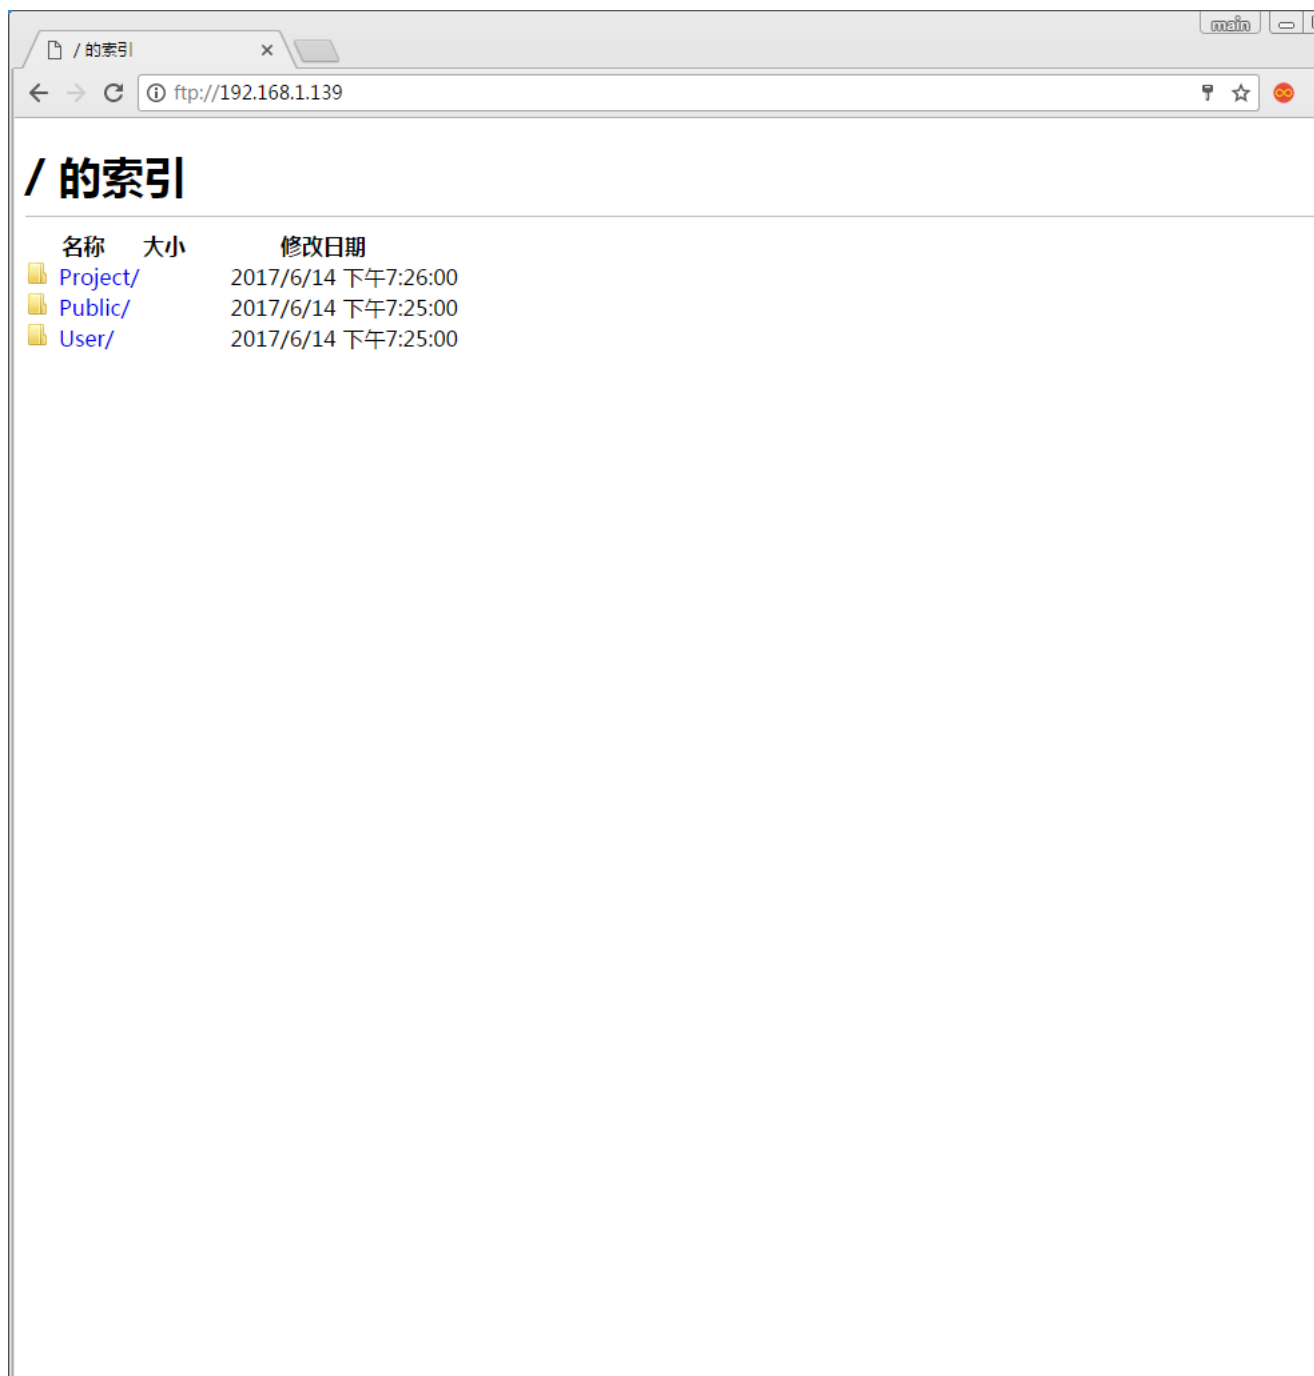 main
/ 的索引
ftp://192.168.1.139
/ 的索引
名称 大小 修改日期
Project/ 2017/6/14 下午7:26:00
Public/ 2017/6/14 下午7:25:00
User/ 2017/6/14 下午7:25:00